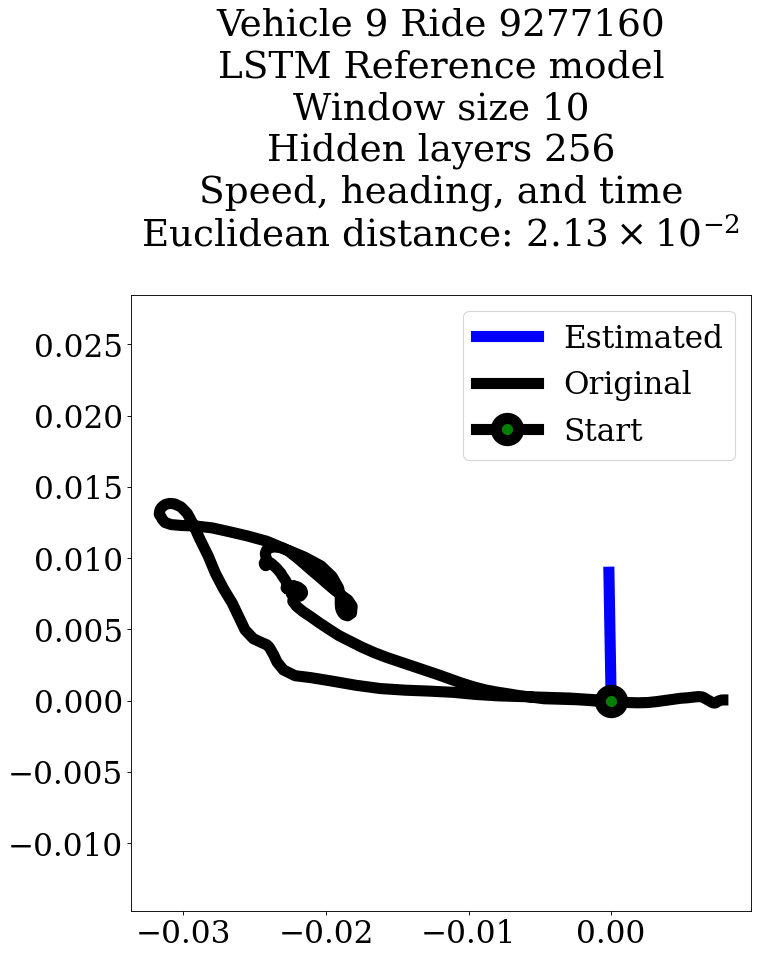 Vehicle 9 Ride 9277160
LSTM Reference model
Window size 10
Hidden layers 256
Speed, heading, and time
Euclidean distance: 2.13 × 10⁻²
Estimated
Original
Start
0.025
0.020
0.015
0.010
0.005
0.000
−0.005
−0.010
−0.03 −0.02 −0.01 0.00